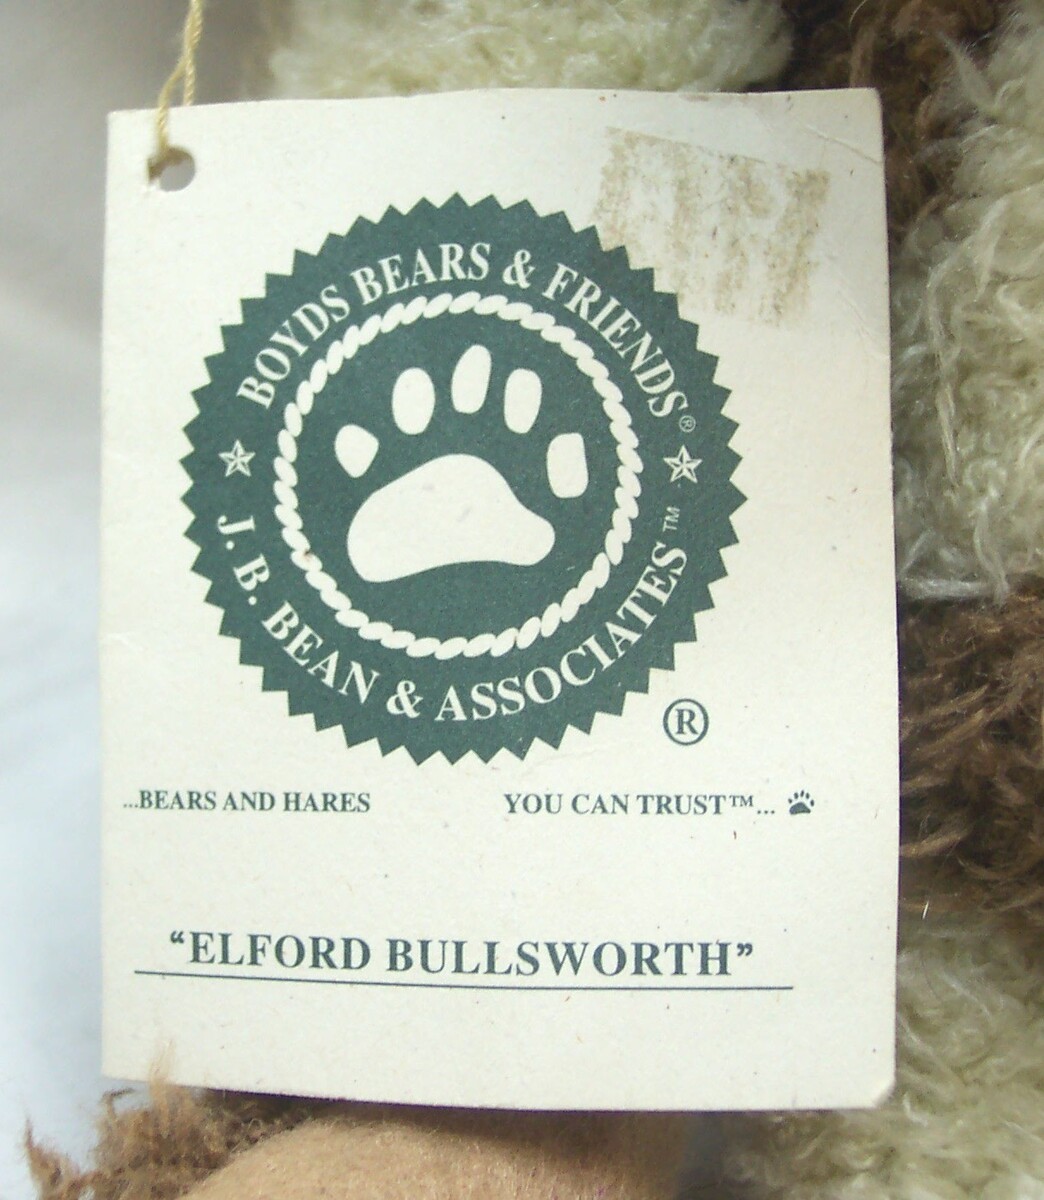 BOYDS BEARS & FRIENDS®
J. B. BEAN & ASSOCIATES™
®
...BEARS AND HARES YOU CAN TRUST™...
“ELFORD BULLSWORTH”